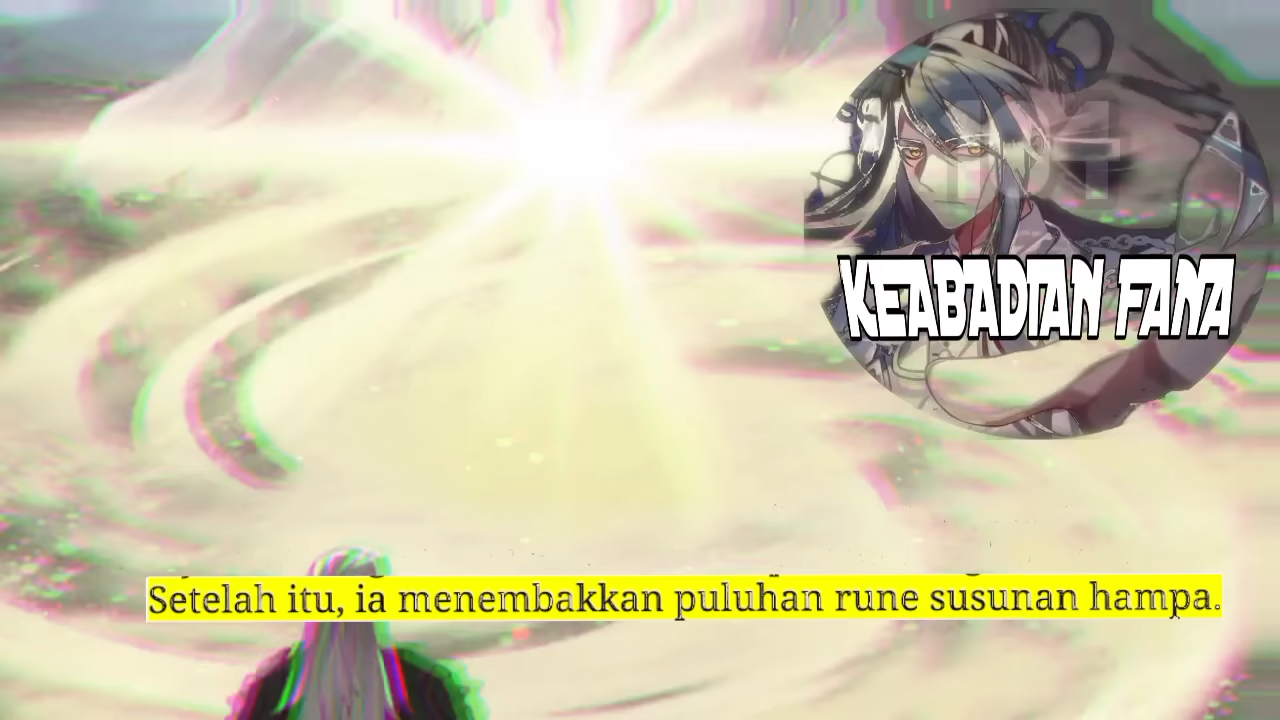 KEABADIAN FANA
Setelah itu, ia menembakkan puluhan rune susunan hampa.